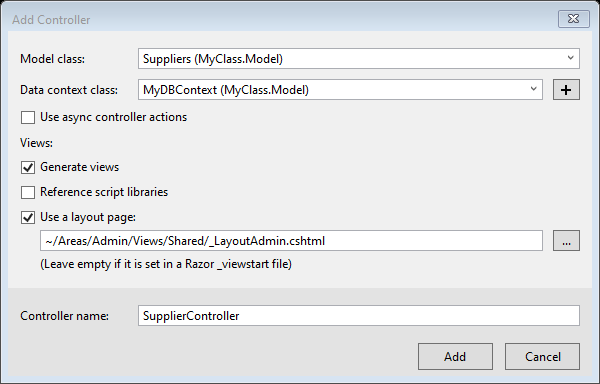 Add Controller
Model class: Suppliers (MyClass.Model)
Data context class: MyDBContext (MyClass.Model) +
Use async controller actions
Views:
Generate views
Reference script libraries
Use a layout page:
~/Areas/Admin/Views/Shared/_LayoutAdmin.cshtml ...
(Leave empty if it is set in a Razor _viewstart file)
Controller name: SupplierController
Add Cancel